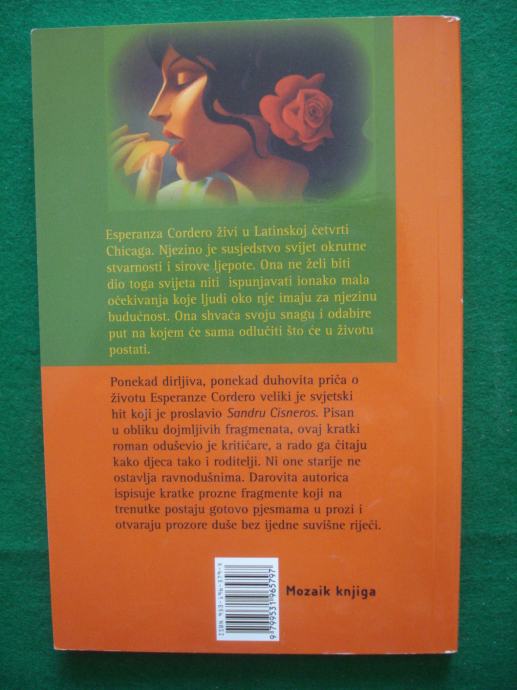 Esperanza Cordero živi u Latinskoj četvrti
Chicaga. Njezino je susjedstvo svijet okrutne
stvarnosti i sirove ljepote. Ona ne želi biti
dio toga svijeta niti ispunjavati ionako mala
očekivanja koje ljudi oko nje imaju za njezinu
budućnost. Ona shvaća svoju snagu i odabire
put na kojem će sama odlučiti što će u životu
postati.
Ponekad dirljiva, ponekad duhovita priča o
životu Esperanze Cordero veliki je svjetski
hit koji je proslavio Sandru Cisneros. Pisan
u obliku dojmljivih fragmenata, ovaj kratki
roman oduševio je kritičare, a rado ga čitaju
kako djeca tako i roditelji. Ni one starije ne
ostavlja ravnodušnima. Darovita autorica
ispisuje kratke prozne fragmente koji na
trenutke postaju gotovo pjesmama u prozi i
otvaraju prozore duše bez ijedne suvišne riječi.
ISBN 953-196-579-X
9799531965797
Mozaik knjiga